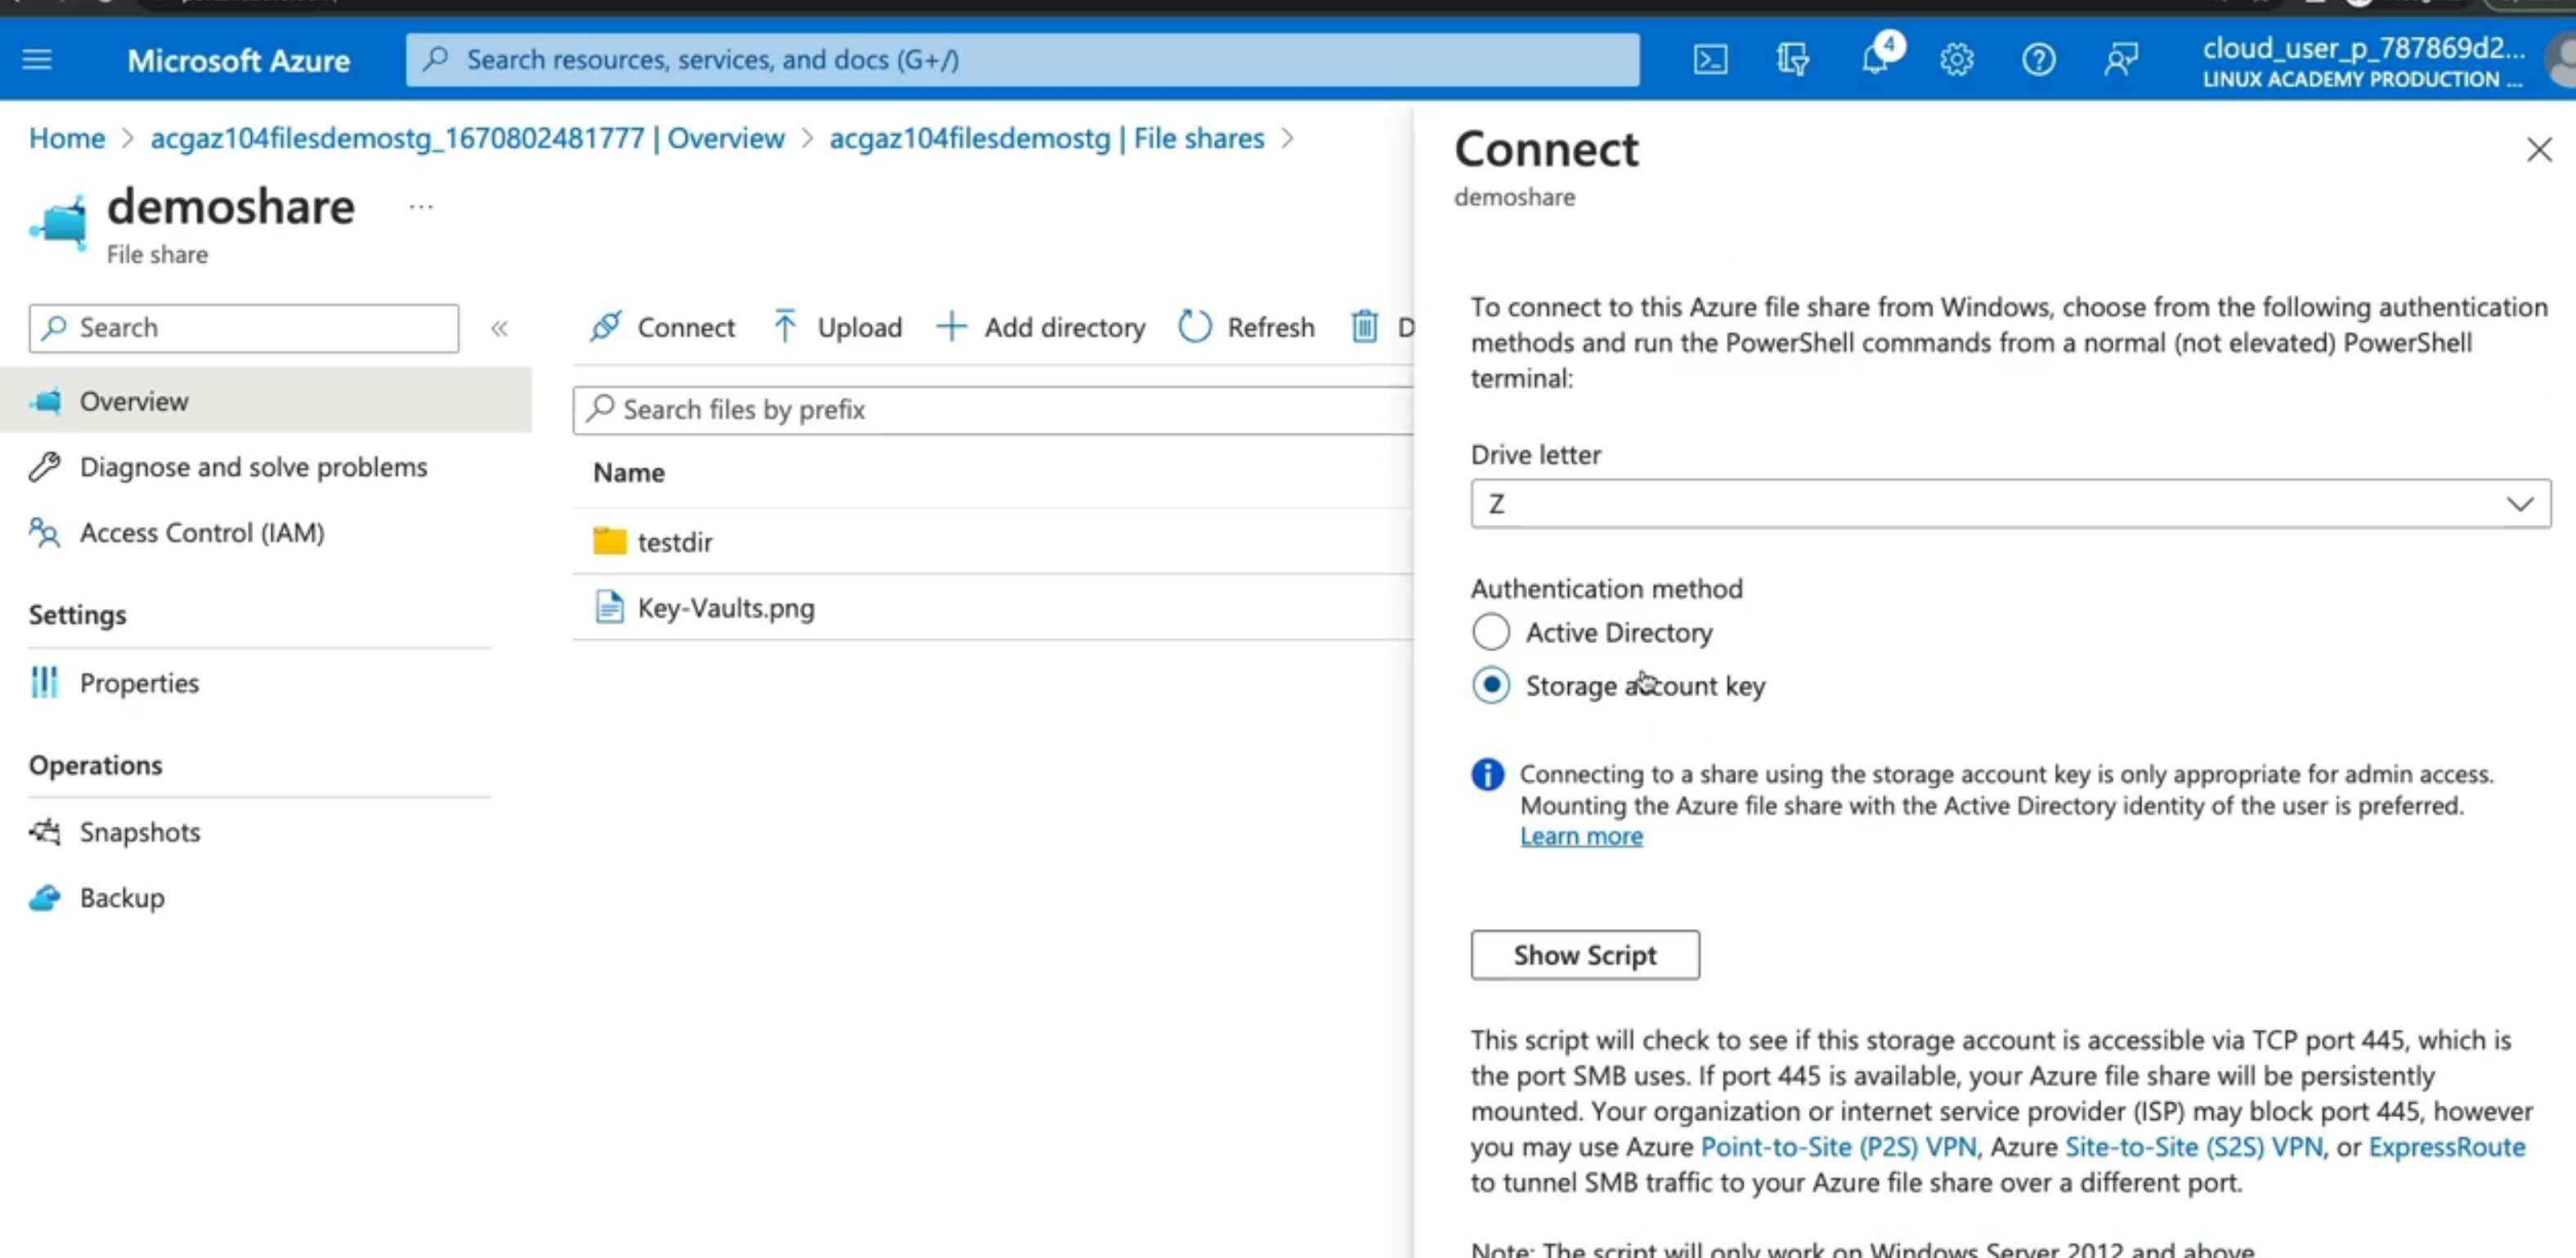 Microsoft Azure
Search resources, services, and docs (G+/)
4
cloud_user_p_787869d2...
LINUX ACADEMY PRODUCTION ...
Home > acgaz104filesdemostg_1670802481777 | Overview > acgaz104filesdemostg | File shares >
demoshare ...
File share
Search
«
Overview
Diagnose and solve problems
Access Control (IAM)
Settings
Properties
Operations
Snapshots
Backup
Connect Upload Add directory Refresh D
Search files by prefix
Name
testdir
Key-Vaults.png
Connect
demoshare
To connect to this Azure file share from Windows, choose from the following authentication
methods and run the PowerShell commands from a normal (not elevated) PowerShell
terminal:
Drive letter
Z
Authentication method
Active Directory
Storage account key
Connecting to a share using the storage account key is only appropriate for admin access.
Mounting the Azure file share with the Active Directory identity of the user is preferred.
Learn more
Show Script
This script will check to see if this storage account is accessible via TCP port 445, which is
the port SMB uses. If port 445 is available, your Azure file share will be persistently
mounted. Your organization or internet service provider (ISP) may block port 445, however
you may use Azure Point-to-Site (P2S) VPN, Azure Site-to-Site (S2S) VPN, or ExpressRoute
to tunnel SMB traffic to your Azure file share over a different port.
Note: The script will only work on Windows Server 2012 and above